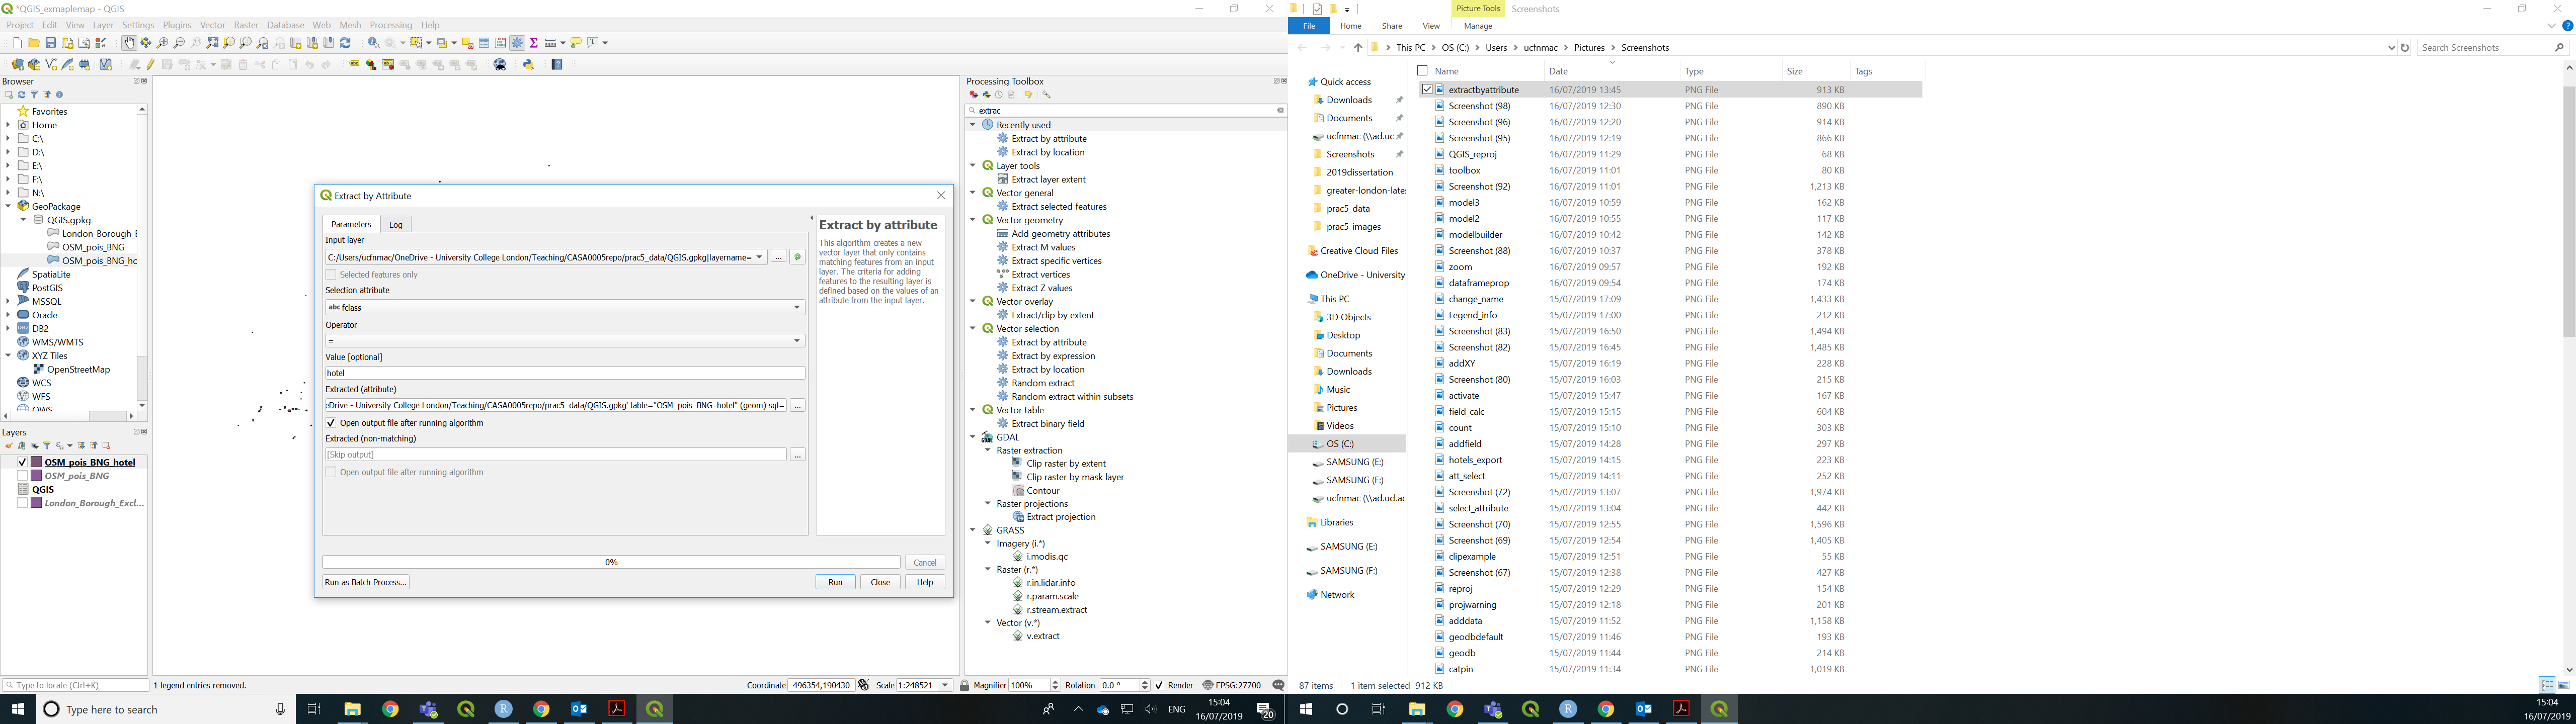 *QGIS_exmaplemap - QGIS
Project Edit View Layer Settings Plugins Vector Raster Database Web Mesh Processing Help
Browser
Favorites
Home
C:\
D:\
E:\
F:\
N:\
GeoPackage
QGIS.gpkg
London_Borough_E
OSM_pois_BNG
OSM_pois_BNG_hc
SpatiaLite
PostGIS
MSSQL
Oracle
DB2
WMS/WMTS
XYZ Tiles
OpenStreetMap
WCS
WFS
OWS
Layers
OSM_pois_BNG_hotel
OSM_pois_BNG
QGIS
London_Borough_Excl...
Extract by Attribute
Parameters Log
Input layer
C:/Users/ucfnmac/OneDrive - University College London/Teaching/CASA0005repo/prac5_data/QGIS.gpkg|layername= ...
Selected features only
Selection attribute
abc fclass
Operator
=
Value [optional]
hotel
Extracted (attribute)
eDrive - University College London/Teaching/CASA0005repo/prac5_data/QGIS.gpkg' table="OSM_pois_BNG_hotel" (geom) sql= ...
Open output file after running algorithm
Extracted (non-matching)
[Skip output] ...
Open output file after running algorithm
Extract by attribute
This algorithm creates a new
vector layer that only contains
matching features from an input
layer. The criteria for adding
features to the resulting layer is
defined based on the values of an
attribute from the input layer.
0% Cancel
Run as Batch Process... Run Close Help
Processing Toolbox
extrac
Recently used
Extract by attribute
Extract by location
Layer tools
Extract layer extent
Vector general
Extract selected features
Vector geometry
Add geometry attributes
Extract M values
Extract specific vertices
Extract vertices
Extract Z values
Vector overlay
Extract/clip by extent
Vector selection
Extract by attribute
Extract by expression
Extract by location
Random extract
Random extract within subsets
Vector table
Extract binary field
GDAL
Raster extraction
Clip raster by extent
Clip raster by mask layer
Contour
Raster projections
Extract projection
GRASS
Imagery (i.*)
i.modis.qc
Raster (r.*)
r.in.lidar.info
r.param.scale
r.stream.extract
Vector (v.*)
v.extract
Type to locate (Ctrl+K) 1 legend entries removed. Coordinate 496354,190430 Scale 1:248521 Magnifier 100% Rotation 0.0 ° Render EPSG:27700
Type here to search
ENG
15:04
16/07/2019
20
Picture Tools Screenshots
File Home Share View Manage
This PC > OS (C:) > Users > ucfnmac > Pictures > Screenshots
Search Screenshots
Quick access
Downloads
Documents
ucfnmac (\\ad.uc
Screenshots
2019dissertation
greater-london-lates
prac5_data
prac5_images
Creative Cloud Files
OneDrive - University
This PC
3D Objects
Desktop
Documents
Downloads
Music
Pictures
Videos
OS (C:)
SAMSUNG (E:)
SAMSUNG (F:)
ucfnmac (\\ad.ucl.ac
Libraries
SAMSUNG (E:)
SAMSUNG (F:)
Network
Name Date Type Size Tags
extractbyattribute 16/07/2019 13:45 PNG File 913 KB
Screenshot (98) 16/07/2019 12:30 PNG File 890 KB
Screenshot (96) 16/07/2019 12:20 PNG File 914 KB
Screenshot (95) 16/07/2019 12:19 PNG File 866 KB
QGIS_reproj 16/07/2019 11:29 PNG File 68 KB
toolbox 16/07/2019 11:01 PNG File 80 KB
Screenshot (92) 16/07/2019 11:01 PNG File 1,213 KB
model3 16/07/2019 10:59 PNG File 162 KB
model2 16/07/2019 10:55 PNG File 117 KB
modelbuilder 16/07/2019 10:42 PNG File 142 KB
Screenshot (88) 16/07/2019 10:37 PNG File 378 KB
zoom 16/07/2019 09:57 PNG File 192 KB
dataframeprop 16/07/2019 09:54 PNG File 174 KB
change_name 15/07/2019 17:09 PNG File 1,433 KB
Legend_info 15/07/2019 17:00 PNG File 212 KB
Screenshot (83) 15/07/2019 16:50 PNG File 1,494 KB
Screenshot (82) 15/07/2019 16:45 PNG File 1,485 KB
addXY 15/07/2019 16:19 PNG File 228 KB
Screenshot (80) 15/07/2019 16:03 PNG File 215 KB
activate 15/07/2019 15:47 PNG File 167 KB
field_calc 15/07/2019 15:15 PNG File 604 KB
count 15/07/2019 15:10 PNG File 303 KB
addfield 15/07/2019 14:28 PNG File 297 KB
hotels_export 15/07/2019 14:15 PNG File 223 KB
att_select 15/07/2019 14:11 PNG File 252 KB
Screenshot (72) 15/07/2019 13:07 PNG File 1,974 KB
select_attribute 15/07/2019 13:04 PNG File 442 KB
Screenshot (70) 15/07/2019 12:55 PNG File 1,596 KB
Screenshot (69) 15/07/2019 12:54 PNG File 1,405 KB
clipexample 15/07/2019 12:51 PNG File 55 KB
Screenshot (67) 15/07/2019 12:38 PNG File 427 KB
reproj 15/07/2019 12:29 PNG File 154 KB
projwarning 15/07/2019 12:18 PNG File 201 KB
adddata 15/07/2019 11:52 PNG File 1,158 KB
geodbdefault 15/07/2019 11:46 PNG File 193 KB
geodb 15/07/2019 11:44 PNG File 214 KB
catpin 15/07/2019 11:34 PNG File 1,019 KB
87 items 1 item selected 912 KB
15:04
16/07/2019